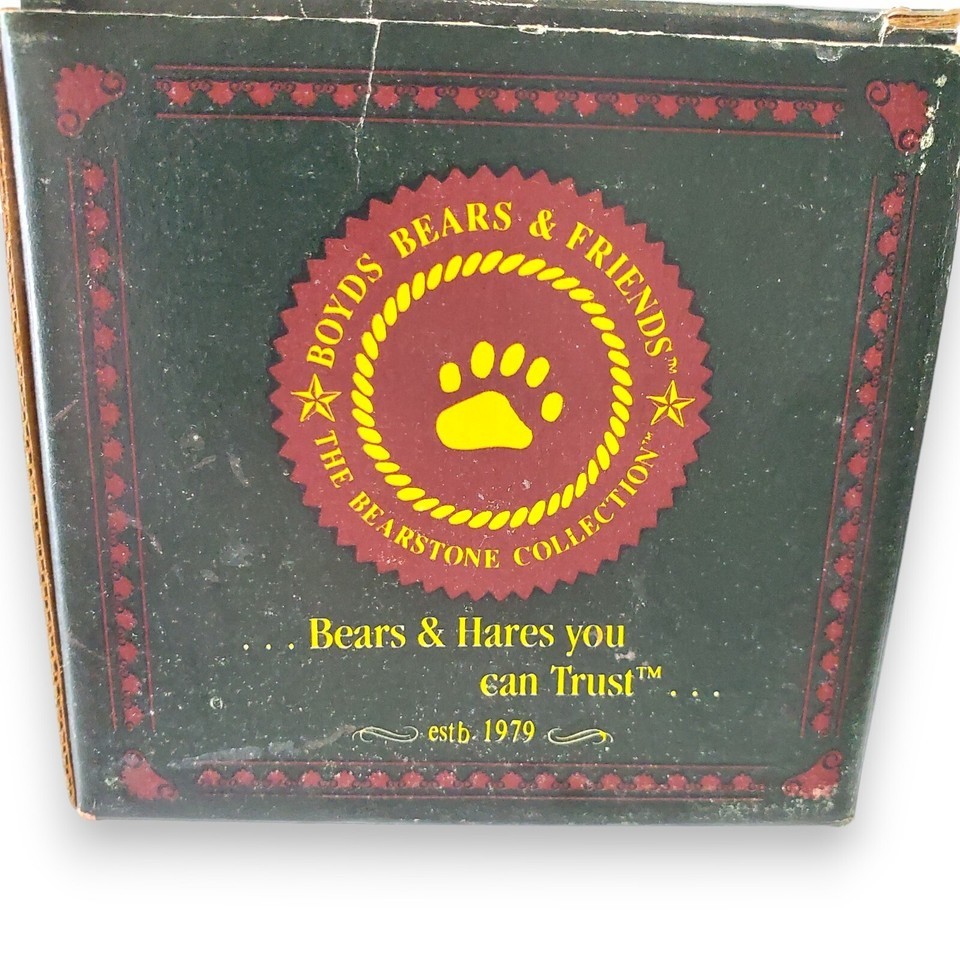 BOYDS BEARS & FRIENDS™
THE BEARSTONE COLLECTION™
. . . Bears & Hares you
can Trust™ . . .
estb. 1979